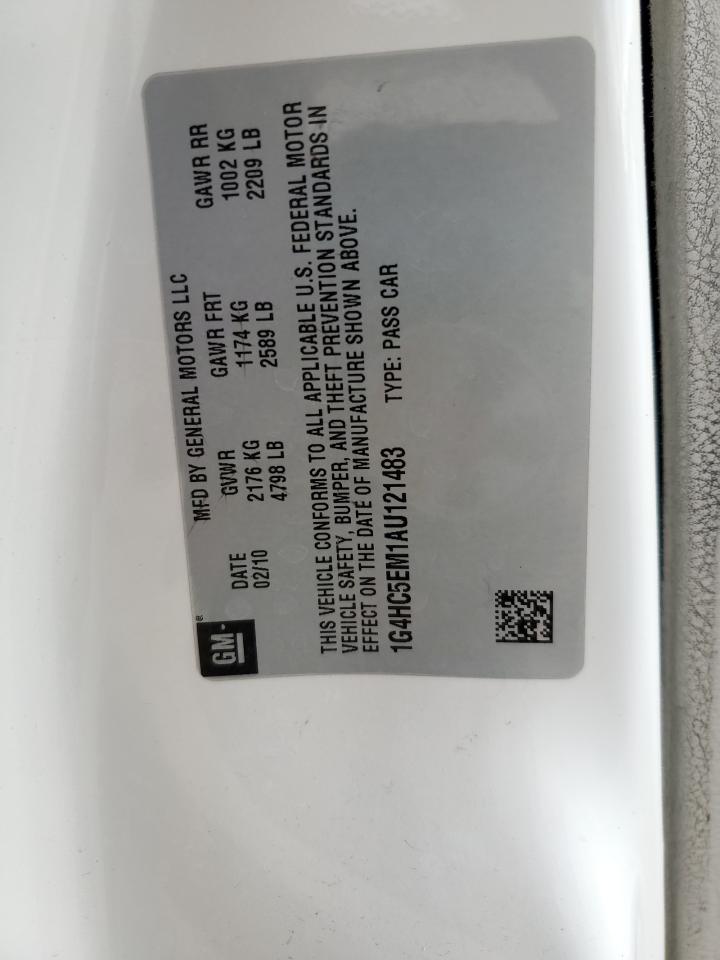 GM ®
MFD BY GENERAL MOTORS LLC
DATE GVWR GAWR FRT GAWR RR
02/10 2176 KG 1174 KG 1002 KG
4798 LB 2589 LB 2209 LB
THIS VEHICLE CONFORMS TO ALL APPLICABLE U.S. FEDERAL MOTOR
VEHICLE SAFETY, BUMPER, AND THEFT PREVENTION STANDARDS IN
EFFECT ON THE DATE OF MANUFACTURE SHOWN ABOVE.
1G4HC5EM1AU121483 TYPE: PASS CAR